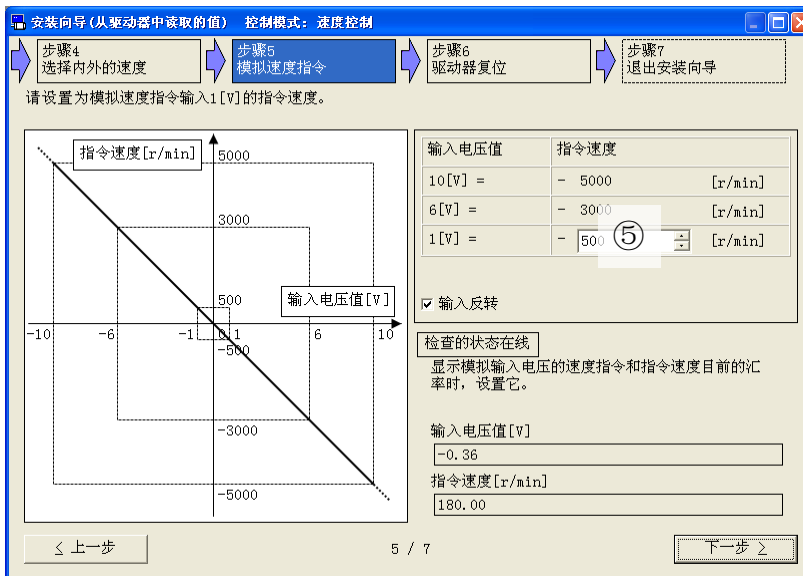 安装向导(从驱动器中读取的值) 控制模式: 速度控制
步骤4
选择内外的速度
步骤5
模拟速度指令
步骤6
驱动器复位
步骤7
退出安装向导
请设置为模拟速度指令输入1[V]的指令速度。
指令速度[r/min]
5000
3000
500
输入电压值[V]
-10 -6 -1 0 1 6 10
-500
-3000
-5000
输入电压值 指令速度
10[V] = - 5000 [r/min]
6[V] = - 3000 [r/min]
1[V] = - 500 ⑤ [r/min]
输入反转
检查的状态在线
显示模拟输入电压的速度指令和指令速度目前的汇
率时，设置它。
输入电压值[V]
-0.36
指令速度[r/min]
180.00
< 上一步
5 / 7
下一步 >